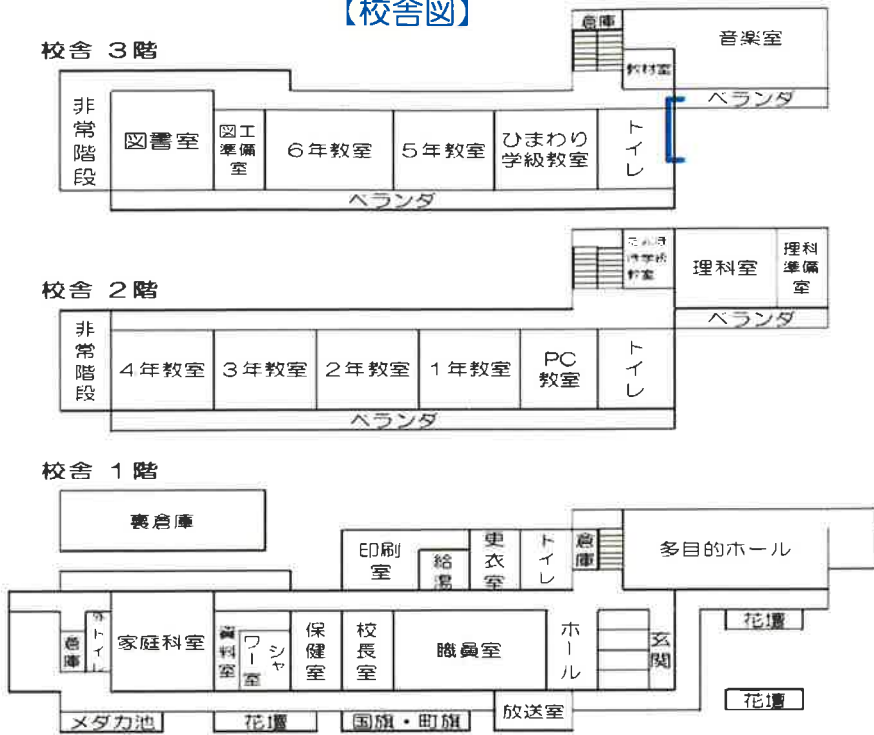 【校舎図】
校舎 3階
倉庫
音楽室
教材室
ベランダ
非常階段
図書室
図工準備室
6年教室
5年教室
ひまわり学級教室
トイレ
ベランダ
校舎 2階
理科室
理科準備室
ベランダ
非常階段
4年教室
3年教室
2年教室
1年教室
PC教室
トイレ
ベランダ
校舎 1階
裏倉庫
印刷室
給湯
更衣室
トイレ
倉庫
多目的ホール
倉庫
外トイレ
家庭科室
資料室
シャワー室
保健室
校長室
職員室
ホール
玄関
花壇
花壇
メダカ池
花壇
国旗・町旗
放送室